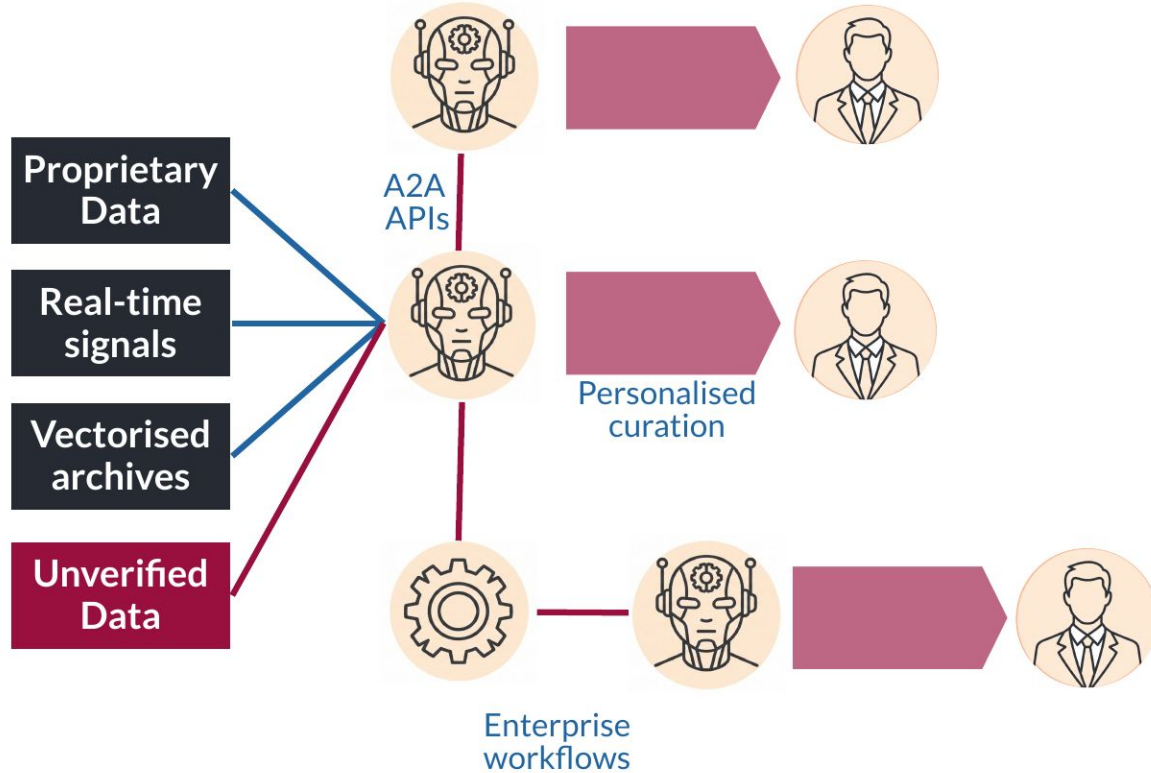 Proprietary
Data
Real-time
signals
Vectorised
archives
Unverified
Data
A2A
APIs
Personalised
curation
Enterprise
workflows